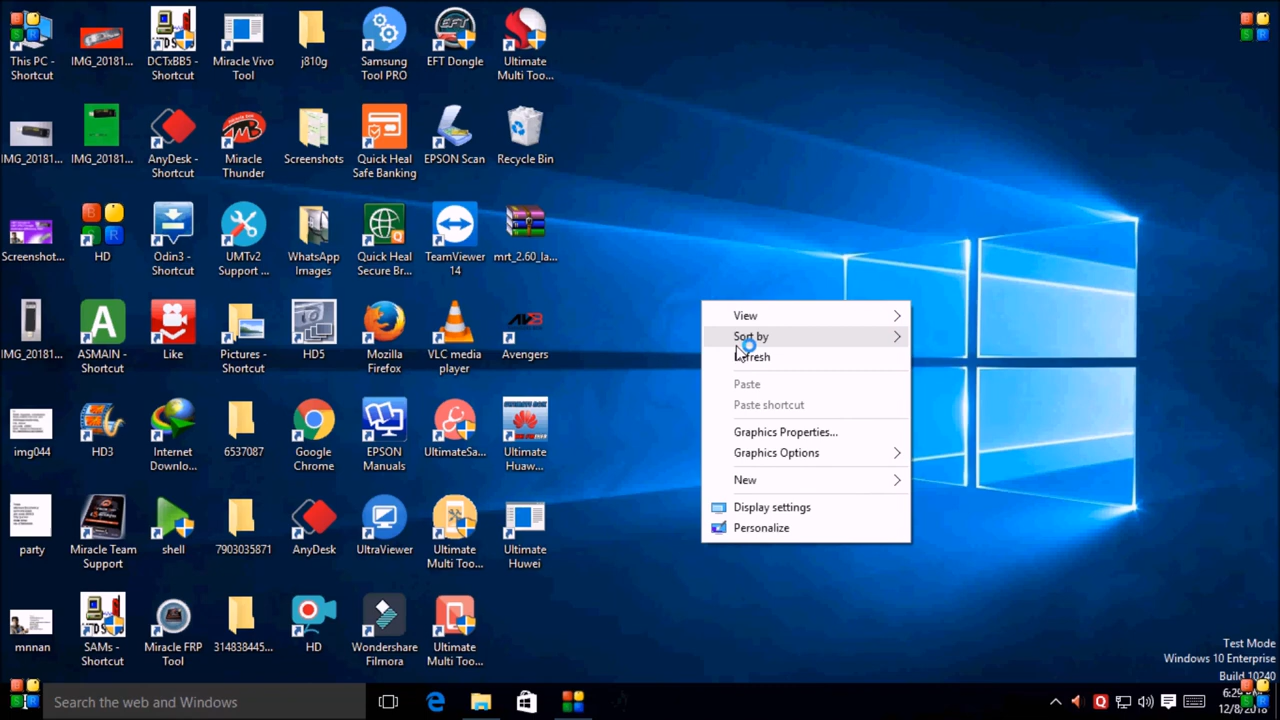 This PC -
Shortcut
IMG_20181...
DCTxBB5 -
Shortcut
Miracle Vivo
Tool
j810g
Samsung
Tool PRO
EFT Dongle
Ultimate
Multi Too...
IMG_20181...
IMG_20181...
AnyDesk -
Shortcut
Miracle
Thunder
Screenshots
Quick Heal
Safe Banking
EPSON Scan
Recycle Bin
Screenshot...
HD
Odin3 -
Shortcut
UMTv2
Support ...
WhatsApp
Images
Quick Heal
Secure Br...
TeamViewer
14
mrt_2.60_la...
IMG_20181...
ASMAIN -
Shortcut
Like
Pictures -
Shortcut
HD5
Mozilla
Firefox
VLC media
player
Avengers
img044
HD3
Internet
Downlo...
6537087
Google
Chrome
EPSON
Manuals
UltimateSa...
Ultimate
Huaw...
party
Miracle Team
Support
shell
7903035871
AnyDesk
UltraViewer
Ultimate
Multi Too...
Ultimate
Huwei
mnnan
SAMs -
Shortcut
Miracle FRP
Tool
314838445...
HD
Wondershare
Filmora
Ultimate
Multi Too...
View
Sort by
Refresh
Paste
Paste shortcut
Graphics Properties...
Graphics Options
New
Display settings
Personalize
Test Mode
Windows 10 Enterprise
Build 10240
Search the web and Windows
12/8/2018